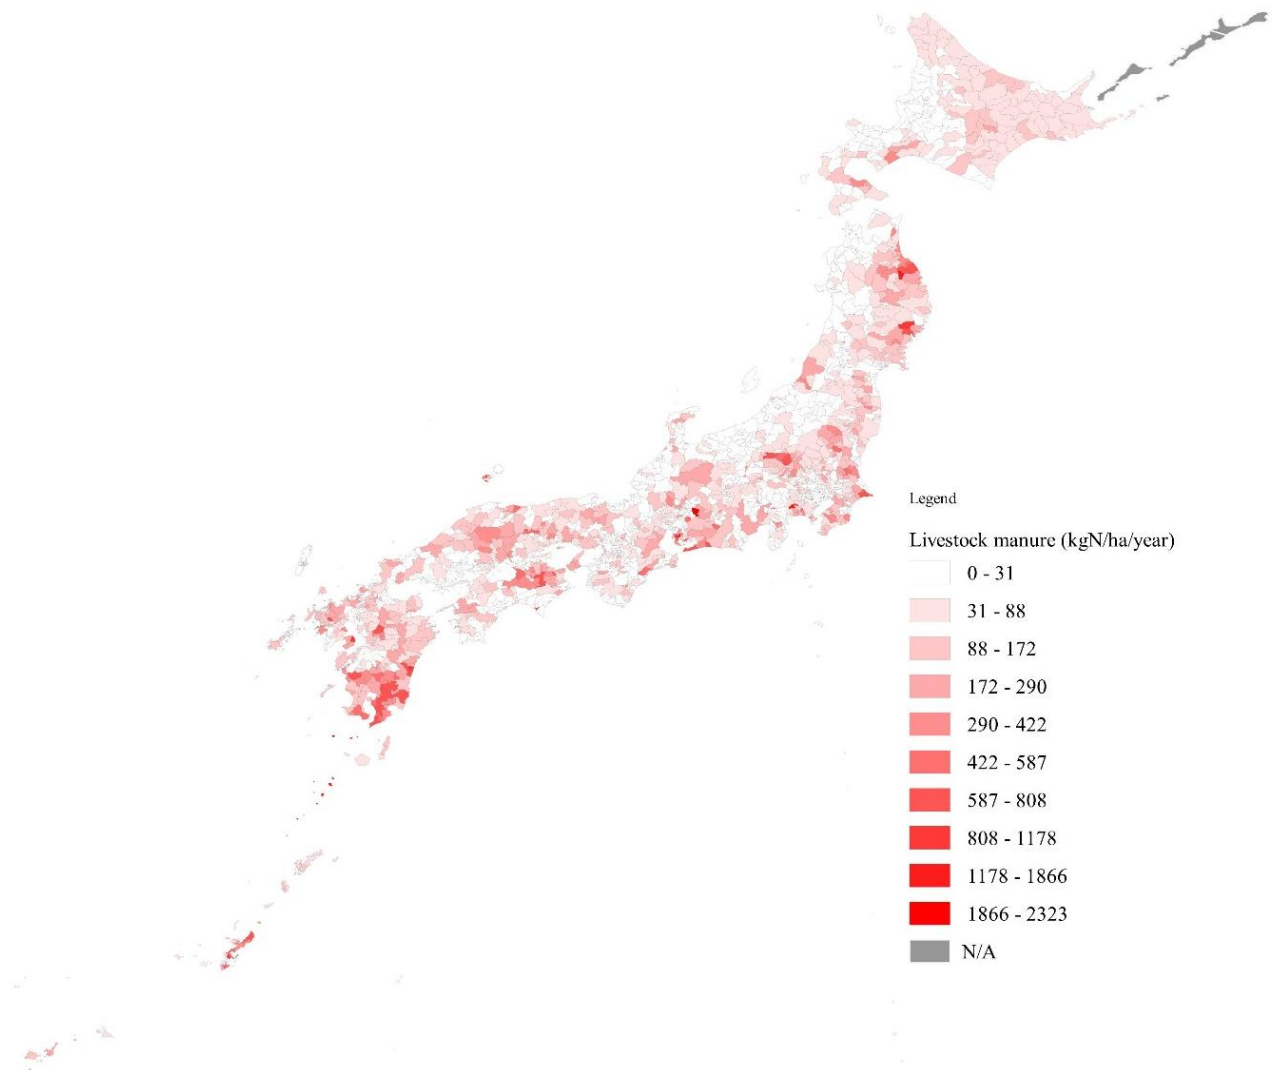 Legend
Livestock manure (kgN/ha/year)
0 - 31
31 - 88
88 - 172
172 - 290
290 - 422
422 - 587
587 - 808
808 - 1178
1178 - 1866
1866 - 2323
N/A